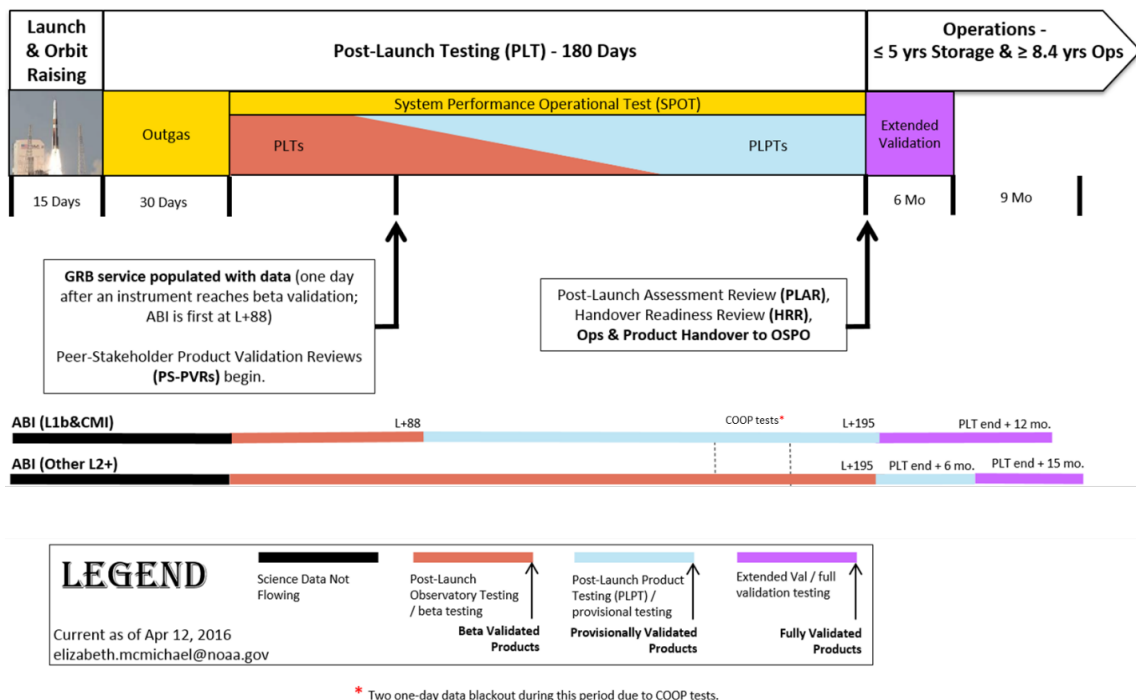 Launch
& Orbit
Raising
Post-Launch Testing (PLT) - 180 Days
Operations -
≤ 5 yrs Storage & ≥ 8.4 yrs Ops
System Performance Operational Test (SPOT)
Outgas
PLTs
PLPTs
Extended
Validation
15 Days
30 Days
6 Mo
9 Mo
GRB service populated with data (one day
after an instrument reaches beta validation;
ABI is first at L+88)
Peer-Stakeholder Product Validation Reviews
(PS-PVRs) begin.
Post-Launch Assessment Review (PLAR),
Handover Readiness Review (HRR),
Ops & Product Handover to OSPO
ABI (L1b&CMI)
L+88
COOP tests*
L+195
PLT end + 12 mo.
ABI (Other L2+)
L+195
PLT end + 6 mo.
PLT end + 15 mo.
LEGEND
Current as of Apr 12, 2016
elizabeth.mcmichael@noaa.gov
Science Data Not
Flowing
Post-Launch
Observatory Testing
/ beta testing
Beta Validated
Products
Post-Launch Product
Testing (PLPT) /
provisional testing
Provisionally Validated
Products
Extended Val / full
validation testing
Fully Validated
Products
* Two one-day data blackout during this period due to COOP tests.